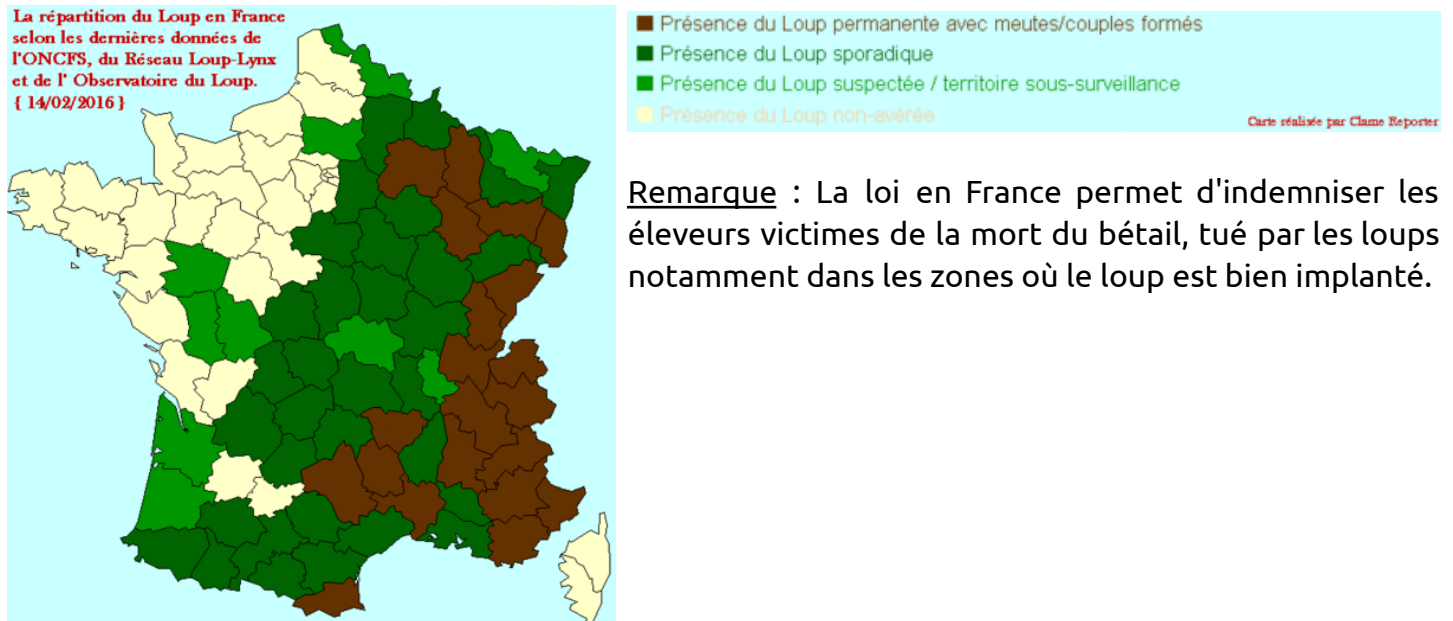 La répartition du Loup en France
selon les dernières données de
l'ONCFS, du Réseau Loup-Lynx
et de l' Observatoire du Loup.
{ 14/02/2016 }
Présence du Loup permanente avec meutes/couples formés
Présence du Loup sporadique
Présence du Loup suspectée / territoire sous-surveillance
Présence du Loup non-avérée
Carte réalisée par Clame Reporter
Remarque : La loi en France permet d'indemniser les
éleveurs victimes de la mort du bétail, tué par les loups
notamment dans les zones où le loup est bien implanté.